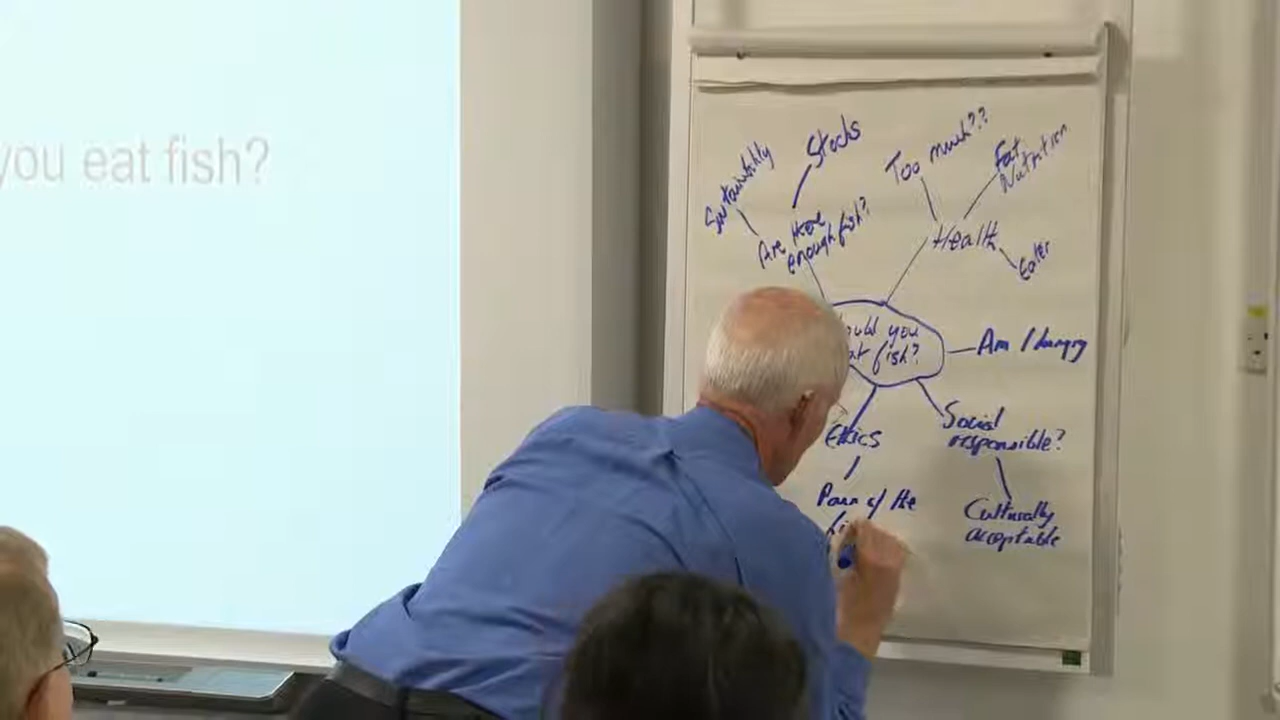 you eat fish?
Stocks
Sustainability
Are there
enough fish?
Too much??
Fat
Nutrition
Health
ould you
at fish?
Am I hungry
Ethics
Social
responsible?
Pain of the
fi
Culturally
acceptable